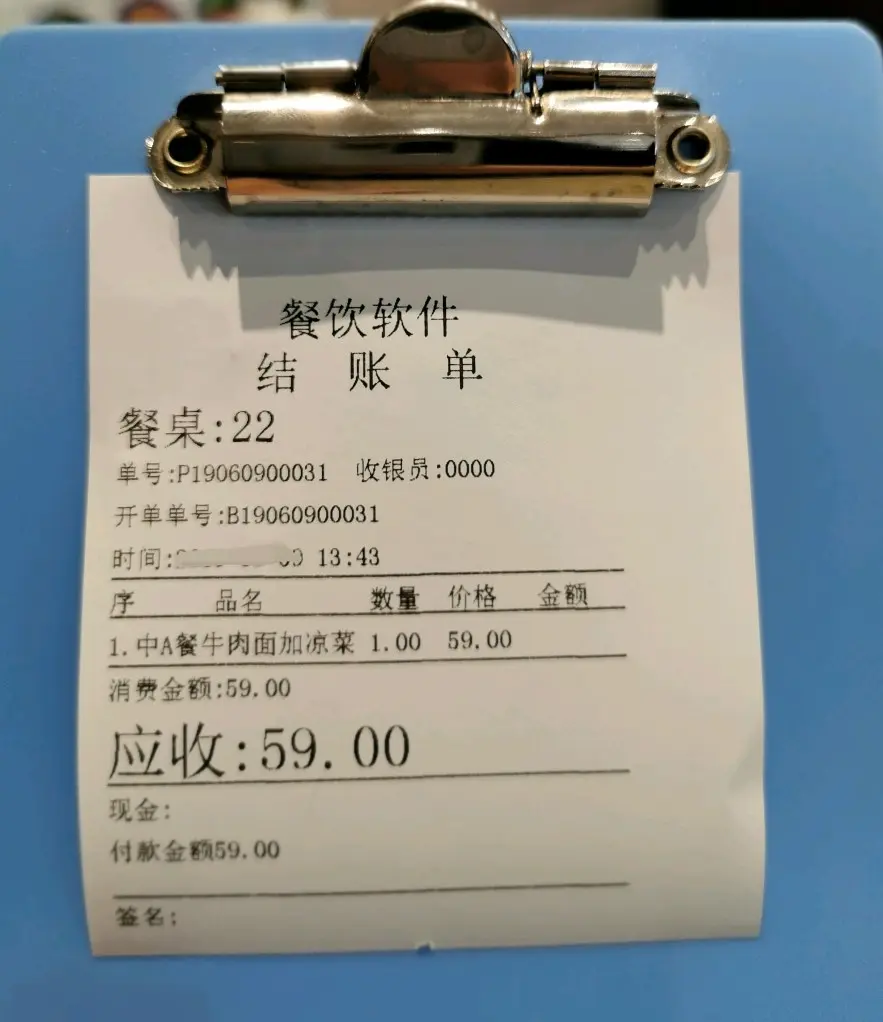 餐饮软件
结 账 单
餐桌:22
单号:P19060900031 收银员:0000
开单单号:B19060900031
时间: 13:43
序 品名 数量 价格 金额
1.中A餐牛肉面加凉菜 1.00 59.00
消费金额:59.00
应收:59.00
现金:
付款金额59.00
签名: